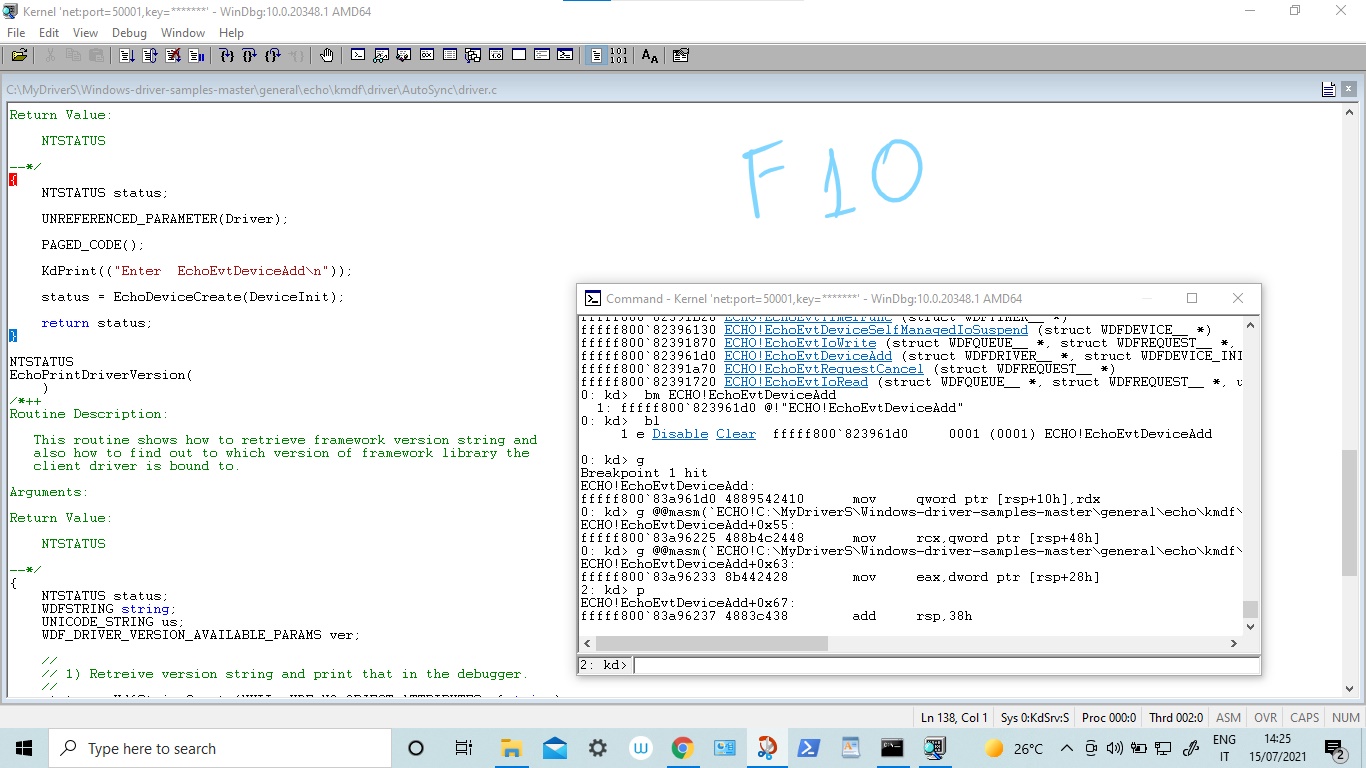 Kernel 'net:port=50001,key=*******' - WinDbg:10.0.20348.1 AMD64
File Edit View Debug Window Help
C:\MyDriverS\Windows-driver-samples-master\general\echo\kmdf\driver\AutoSync\driver.c
Return Value:
NTSTATUS
--*/
{
NTSTATUS status;
UNREFERENCED_PARAMETER(Driver);
PAGED_CODE();
KdPrint(("Enter  EchoEvtDeviceAdd\n"));
status = EchoDeviceCreate(DeviceInit);
return status;
}
NTSTATUS
EchoPrintDriverVersion(
)
/*++
Routine Description:
This routine shows how to retrieve framework version string and
also how to find out to which version of framework library the
client driver is bound to.
Arguments:
Return Value:
NTSTATUS
--*/
{
NTSTATUS status;
WDFSTRING string;
UNICODE_STRING us;
WDF_DRIVER_VERSION_AVAILABLE_PARAMS ver;
//
// 1) Retreive version string and print that in the debugger.
//
F10
Command - Kernel 'net:port=50001,key=*******' - WinDbg:10.0.20348.1 AMD64
fffff800`82391b20 ECHO!EchoEvtTimerFunc (struct WDFTIMER__ *)
fffff800`82396130 ECHO!EchoEvtDeviceSelfManagedIoSuspend (struct WDFDEVICE__ *)
fffff800`82391870 ECHO!EchoEvtIoWrite (struct WDFQUEUE__ *, struct WDFREQUEST__ *,
fffff800`823961d0 ECHO!EchoEvtDeviceAdd (struct WDFDRIVER__ *, struct WDFDEVICE_INI
fffff800`82391a70 ECHO!EchoEvtRequestCancel (struct WDFREQUEST__ *)
fffff800`82391720 ECHO!EchoEvtIoRead (struct WDFQUEUE__ *, struct WDFREQUEST__ *, u
0: kd>  bm ECHO!EchoEvtDeviceAdd
1: fffff800`823961d0 @!"ECHO!EchoEvtDeviceAdd"
0: kd>  bl
1 e Disable Clear  fffff800`823961d0     0001 (0001) ECHO!EchoEvtDeviceAdd
0: kd> g
Breakpoint 1 hit
ECHO!EchoEvtDeviceAdd:
fffff800`83a961d0 4889542410      mov     qword ptr [rsp+10h],rdx
0: kd> g @@masm(`ECHO!C:\MyDriverS\Windows-driver-samples-master\general\echo\kmdf\
ECHO!EchoEvtDeviceAdd+0x55:
fffff800`83a96225 488b4c2448      mov     rcx,qword ptr [rsp+48h]
0: kd> g @@masm(`ECHO!C:\MyDriverS\Windows-driver-samples-master\general\echo\kmdf\
ECHO!EchoEvtDeviceAdd+0x63:
fffff800`83a96233 8b442428        mov     eax,dword ptr [rsp+28h]
2: kd> p
ECHO!EchoEvtDeviceAdd+0x67:
fffff800`83a96237 4883c438        add     rsp,38h
2: kd>
Ln 138, Col 1 Sys 0:KdSrv:S Proc 000:0 Thrd 002:0 ASM OVR CAPS NUM
Type here to search
26°C
ENG
IT
14:25
15/07/2021
2